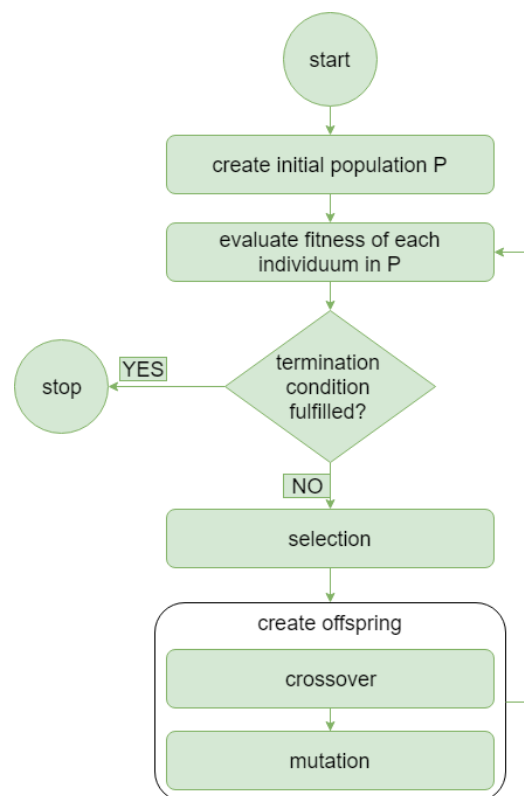 start
create initial population P
evaluate fitness of each
individuum in P
termination
condition
fulfilled?
YES
stop
NO
selection
create offspring
crossover
mutation